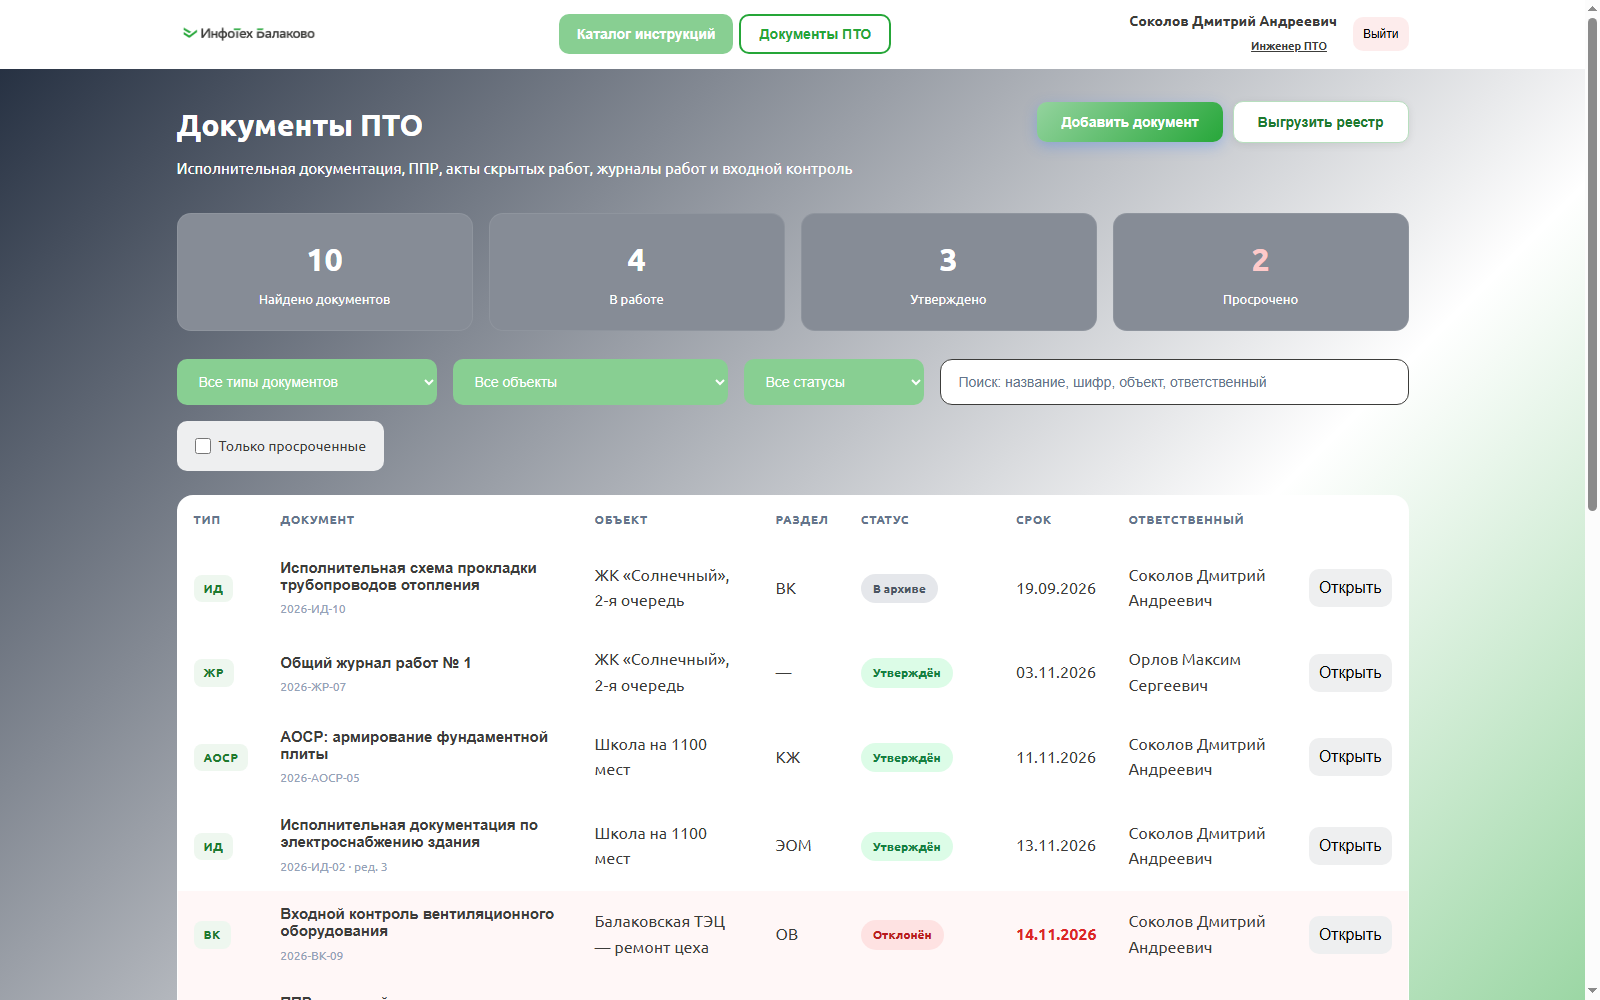 ИнфоТех Балаково
Каталог инструкций
Документы ПТО
Соколов Дмитрий Андреевич
Инженер ПТО
Выйти
Документы ПТО
Добавить документ
Выгрузить реестр
Исполнительная документация, ППР, акты скрытых работ, журналы работ и входной контроль
10
Найдено документов
4
В работе
3
Утверждено
2
Просрочено
Все типы документов
Все объекты
Все статусы
Поиск: название, шифр, объект, ответственный
Только просроченные
ТИП ДОКУМЕНТ ОБЪЕКТ РАЗДЕЛ СТАТУС СРОК ОТВЕТСТВЕННЫЙ
ИД
Исполнительная схема прокладки
трубопроводов отопления
2026-ИД-10
ЖК «Солнечный»,
2-я очередь
ВК
В архиве
19.09.2026
Соколов Дмитрий
Андреевич
Открыть
ЖР
Общий журнал работ № 1
2026-ЖР-07
ЖК «Солнечный»,
2-я очередь
—
Утверждён
03.11.2026
Орлов Максим
Сергеевич
Открыть
АОСР
АОСР: армирование фундаментной
плиты
2026-АОСР-05
Школа на 1100
мест
КЖ
Утверждён
11.11.2026
Соколов Дмитрий
Андреевич
Открыть
ИД
Исполнительная документация по
электроснабжению здания
2026-ИД-02 · ред. 3
Школа на 1100
мест
ЭОМ
Утверждён
13.11.2026
Соколов Дмитрий
Андреевич
Открыть
ВК
Входной контроль вентиляционного
оборудования
2026-ВК-09
Балаковская ТЭЦ
— ремонт цеха
ОВ
Отклонён
14.11.2026
Соколов Дмитрий
Андреевич
Открыть